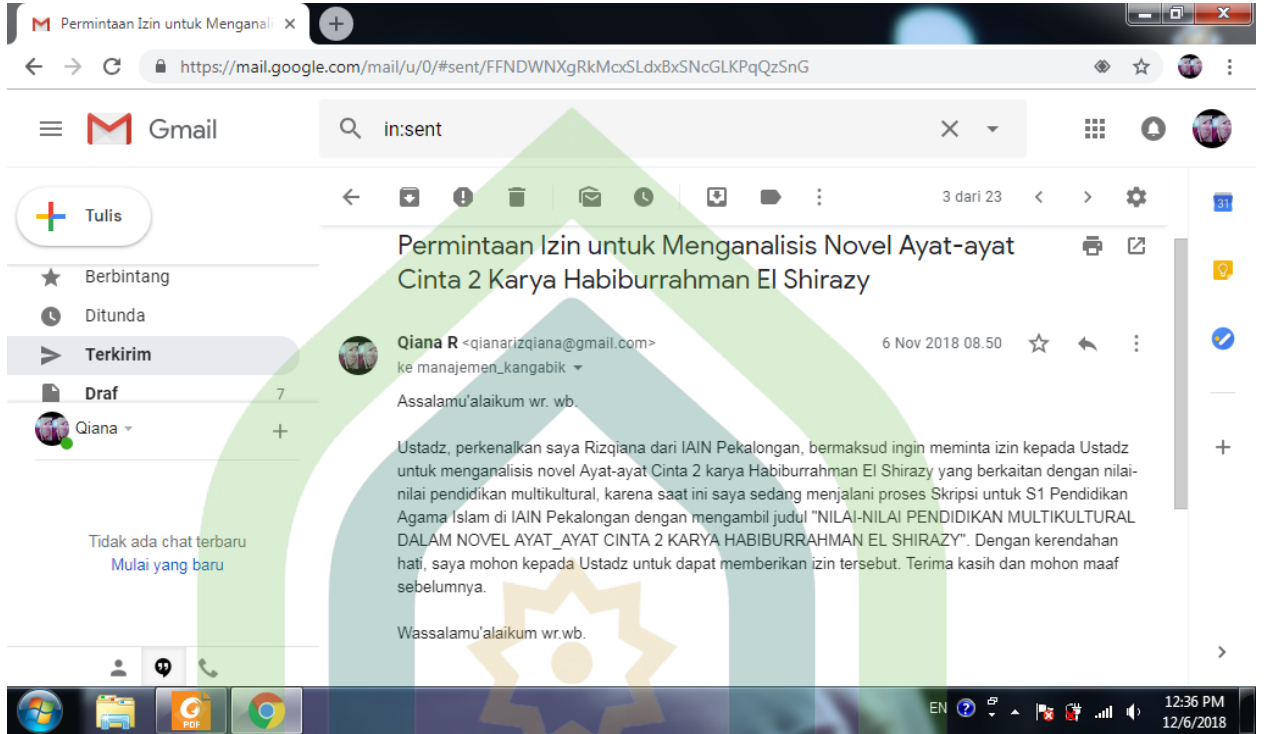 Permintaan Izin untuk Menganali
https://mail.google.com/mail/u/0/#sent/FFNDWNXgRkMcxSLdxBxSNcGLKPqQzSnG
Gmail
in:sent
Tulis
3 dari 23
31
Permintaan Izin untuk Menganalisis Novel Ayat-ayat
Cinta 2 Karya Habiburrahman El Shirazy
Berbintang
Ditunda
Terkirim
Draf 7
Qiana
Qiana R <qianarizqiana@gmail.com> 6 Nov 2018 08.50
ke manajemen_kangabik
Assalamu'alaikum wr. wb.
Ustadz, perkenalkan saya Rizqiana dari IAIN Pekalongan, bermaksud ingin meminta izin kepada Ustadz
untuk menganalisis novel Ayat-ayat Cinta 2 karya Habiburrahman El Shirazy yang berkaitan dengan nilai-
nilai pendidikan multikultural, karena saat ini saya sedang menjalani proses Skripsi untuk S1 Pendidikan
Agama Islam di IAIN Pekalongan dengan mengambil judul "NILAI-NILAI PENDIDIKAN MULTIKULTURAL
DALAM NOVEL AYAT_AYAT CINTA 2 KARYA HABIBURRAHMAN EL SHIRAZY". Dengan kerendahan
hati, saya mohon kepada Ustadz untuk dapat memberikan izin tersebut. Terima kasih dan mohon maaf
sebelumnya.
Wassalamu'alaikum wr.wb.
Tidak ada chat terbaru
Mulai yang baru
PDF
EN
12:36 PM
12/6/2018